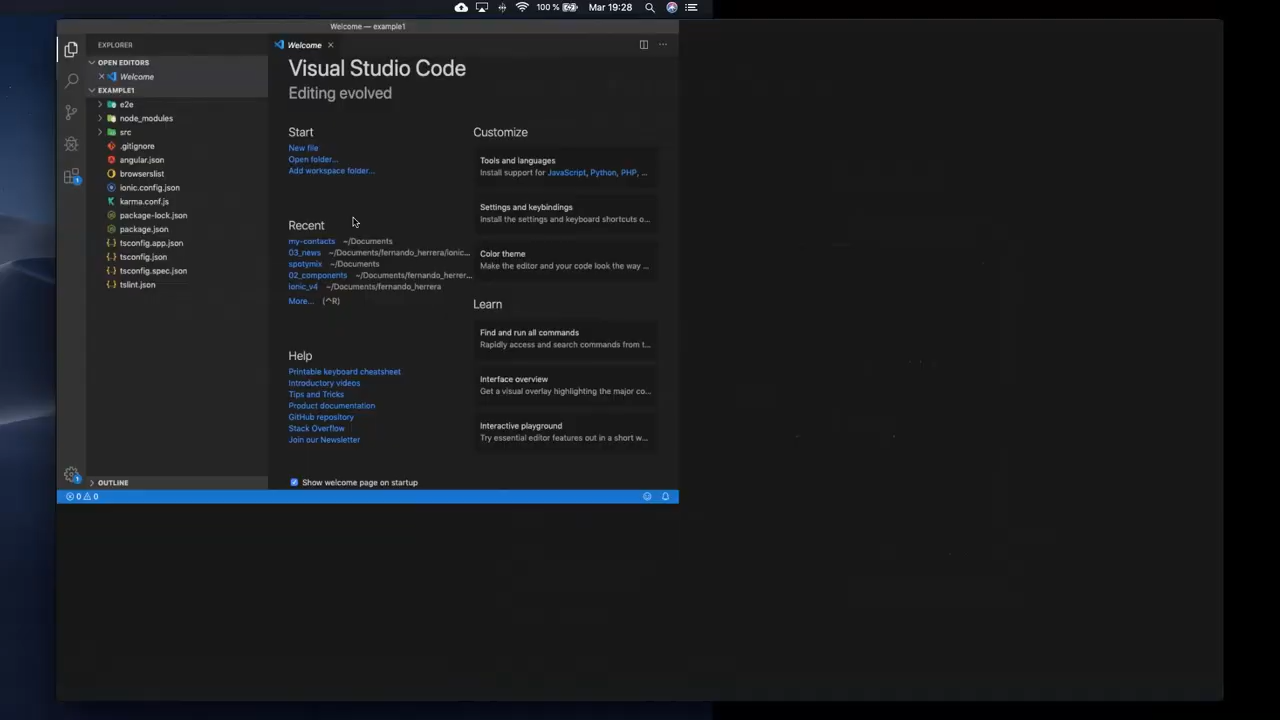 100 %
Mar 19:28
Welcome — example1
EXPLORER
OPEN EDITORS
Welcome
EXAMPLE1
e2e
node_modules
src
.gitignore
angular.json
browserslist
ionic.config.json
karma.conf.js
package-lock.json
package.json
tsconfig.app.json
tsconfig.json
tsconfig.spec.json
tslint.json
OUTLINE
0 0
1
1
Welcome
Visual Studio Code
Editing evolved
Start
New file
Open folder...
Add workspace folder...
Recent
my-contacts ~/Documents
03_news ~/Documents/fernando_herrera/ionic...
spotymix ~/Documents
02_components ~/Documents/fernando_herrer...
ionic_v4 ~/Documents/fernando_herrera
More... (^R)
Help
Printable keyboard cheatsheet
Introductory videos
Tips and Tricks
Product documentation
GitHub repository
Stack Overflow
Join our Newsletter
Show welcome page on startup
Customize
Tools and languages
Install support for JavaScript, Python, PHP, ...
Settings and keybindings
Install the settings and keyboard shortcuts o...
Color theme
Make the editor and your code look the way ...
Learn
Find and run all commands
Rapidly access and search commands from t...
Interface overview
Get a visual overlay highlighting the major co...
Interactive playground
Try essential editor features out in a short w...